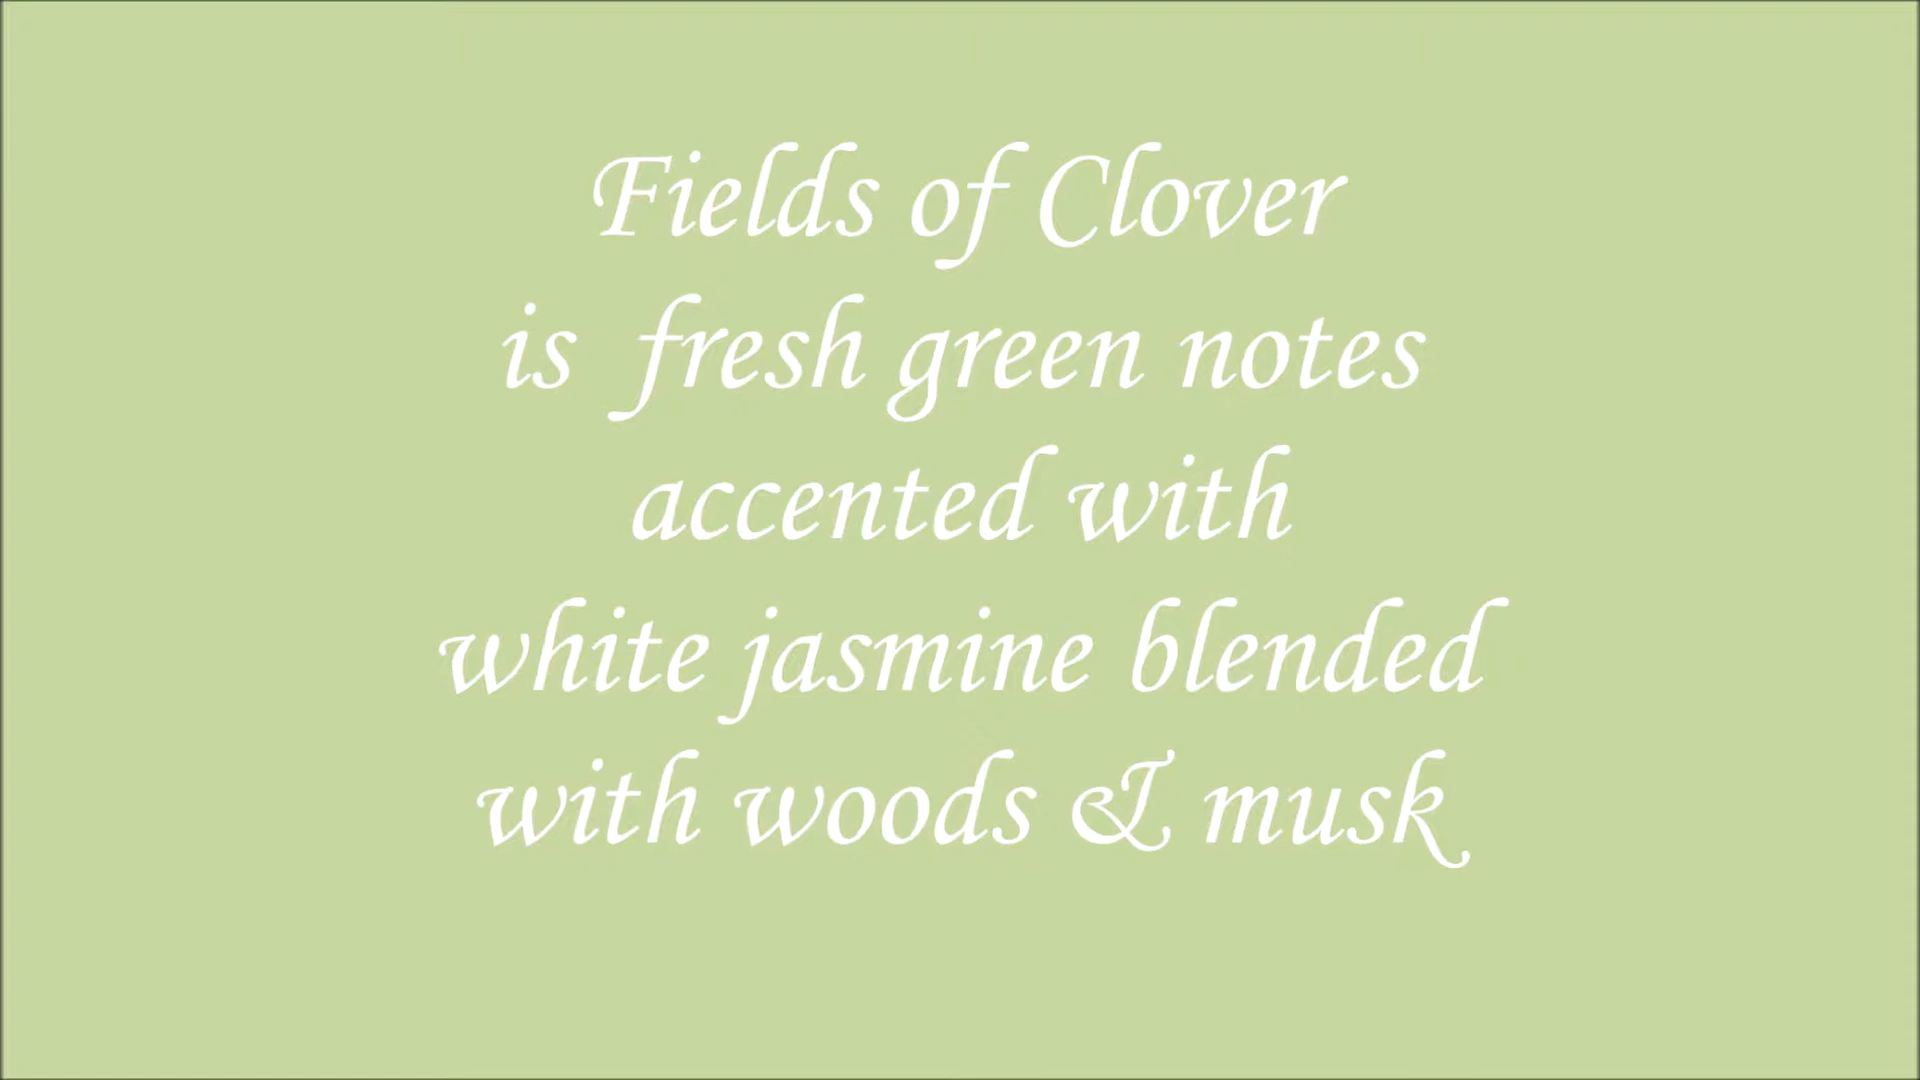 Fields of Clover
is  fresh green notes
accented with
white jasmine blended
with woods & musk